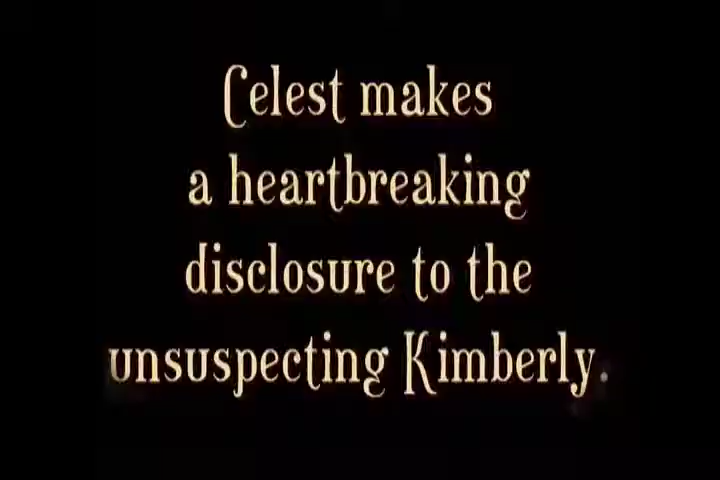 Celest makes
a heartbreaking
disclosure to the
unsuspecting Kimberly.